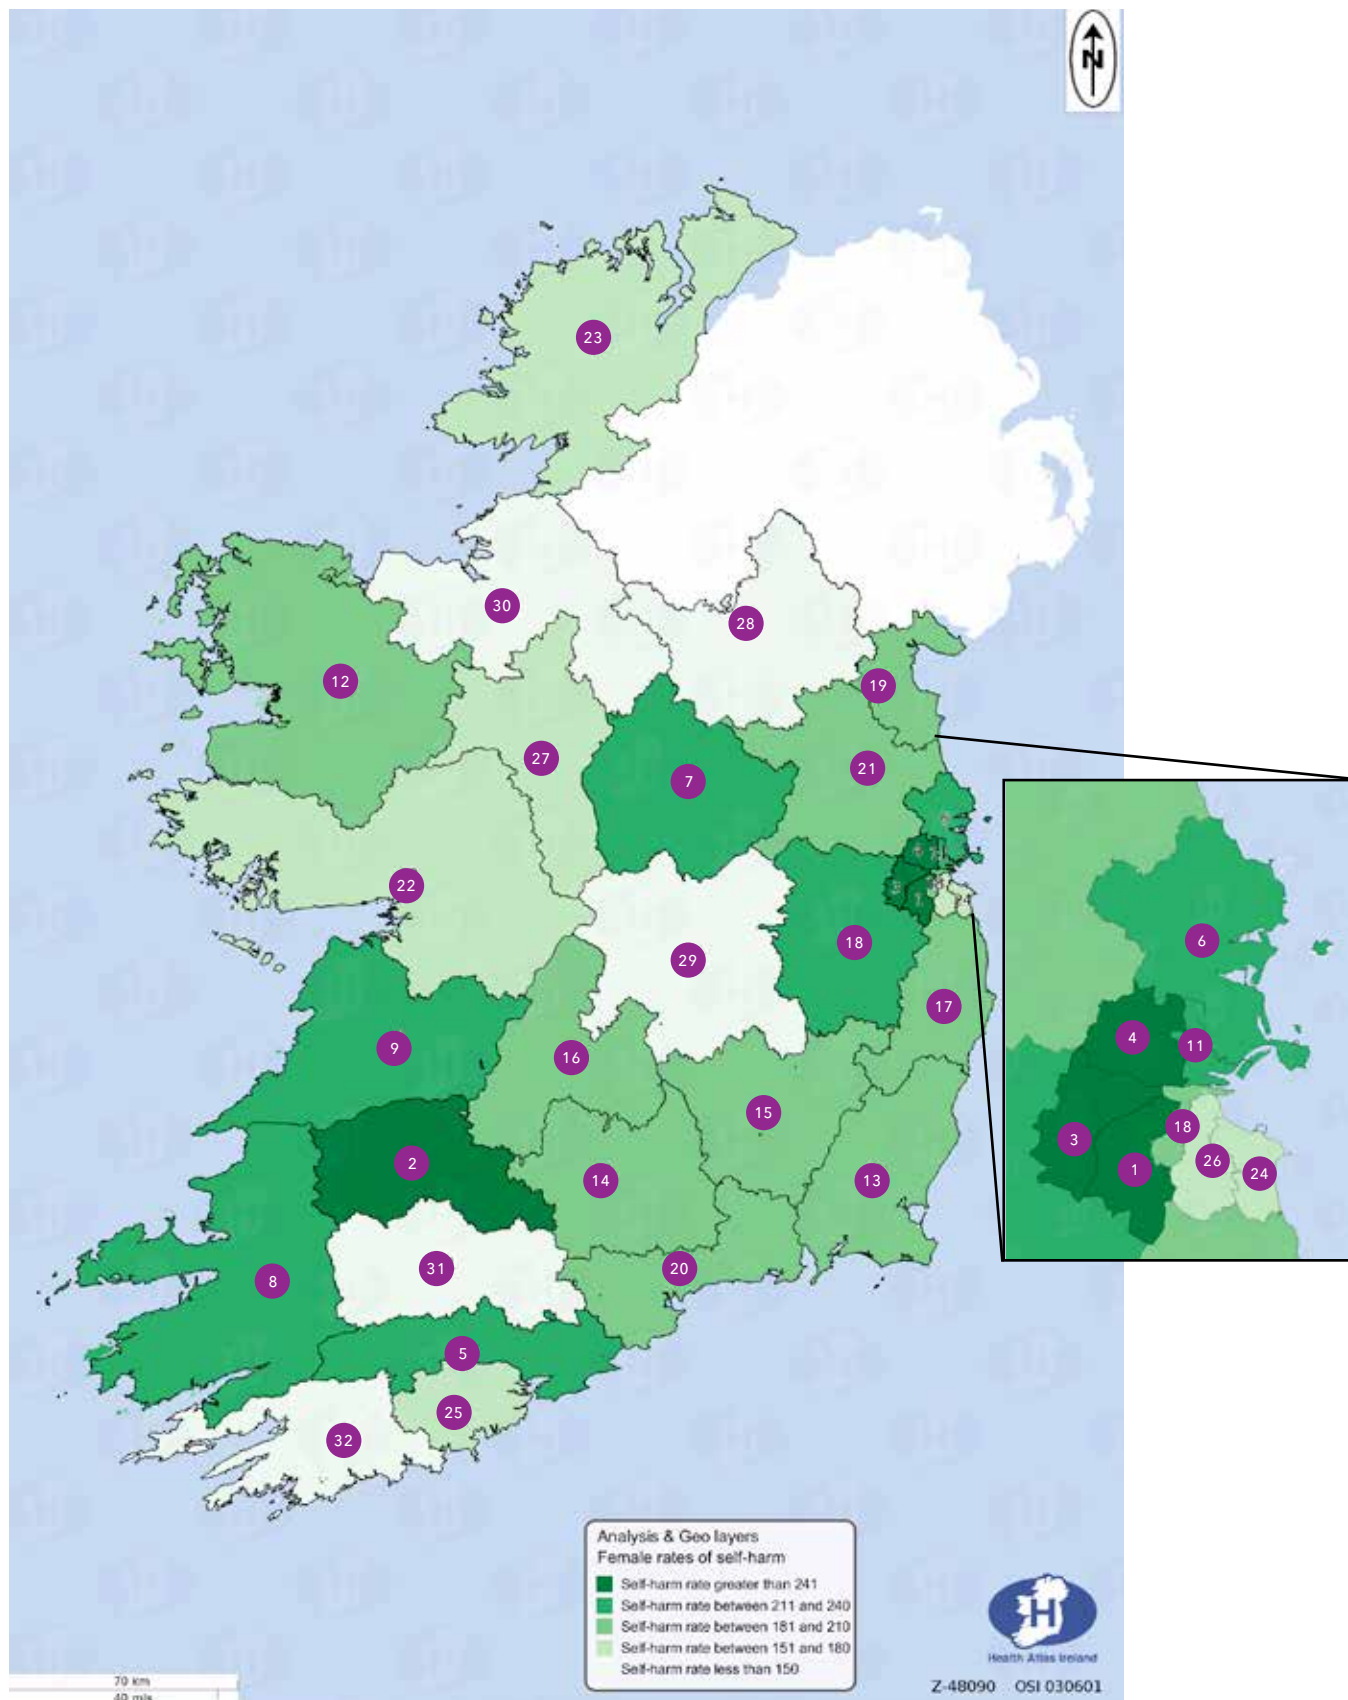 N
23
30
28
12
19
27
21
7
22
6
18
29
4
11
17
9
16
15
3
18
2
1
26
24
14
13
31
20
8
5
25
32
Analysis & Geo layers
Female rates of self-harm
Self-harm rate greater than 241
Self-harm rate between 211 and 240
Self-harm rate between 181 and 210
Self-harm rate between 151 and 180
Self-harm rate less than 150
H
Health Atlas Ireland
70 km
40 mls
Z-48090 OSI 030601